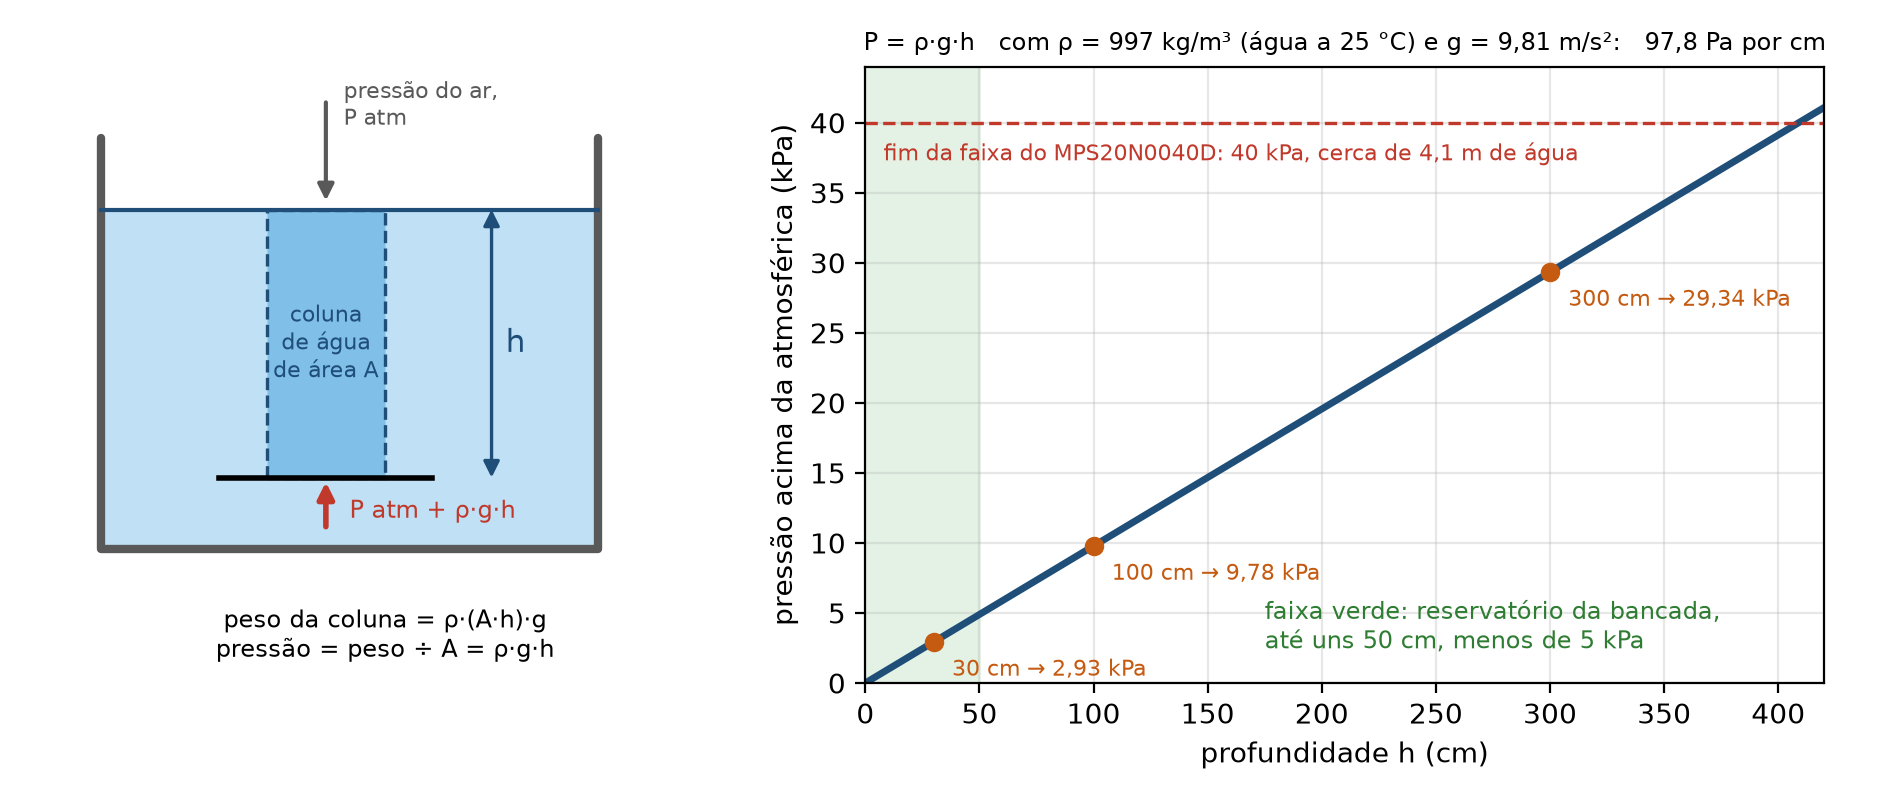 pressão do ar,
P atm
coluna
de água
de área A
h
P atm + ρ·g·h
peso da coluna = ρ·(A·h)·g
pressão = peso ÷ A = ρ·g·h
P = ρ·g·h   com ρ = 997 kg/m³ (água a 25 °C) e g = 9,81 m/s²:   97,8 Pa por cm
pressão acima da atmosférica (kPa)
40
35
30
25
20
15
10
5
0
fim da faixa do MPS20N0040D: 40 kPa, cerca de 4,1 m de água
300 cm → 29,34 kPa
100 cm → 9,78 kPa
faixa verde: reservatório da bancada,
até uns 50 cm, menos de 5 kPa
30 cm → 2,93 kPa
0 50 100 150 200 250 300 350 400
profundidade h (cm)